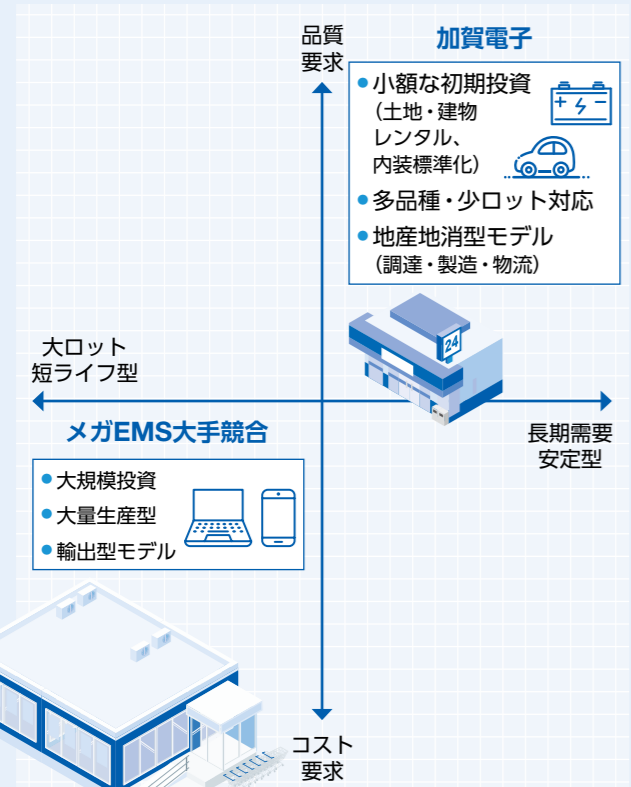 品質
要求
加賀電子
●小額な初期投資
（土地・建物
レンタル、
内装標準化）
●多品種・少ロット対応
●地産地消型モデル
（調達・製造・物流）
24
大ロット
短ライフ型
長期需要
安定型
メガEMS大手競合
●大規模投資
●大量生産型
●輸出型モデル
コスト
要求